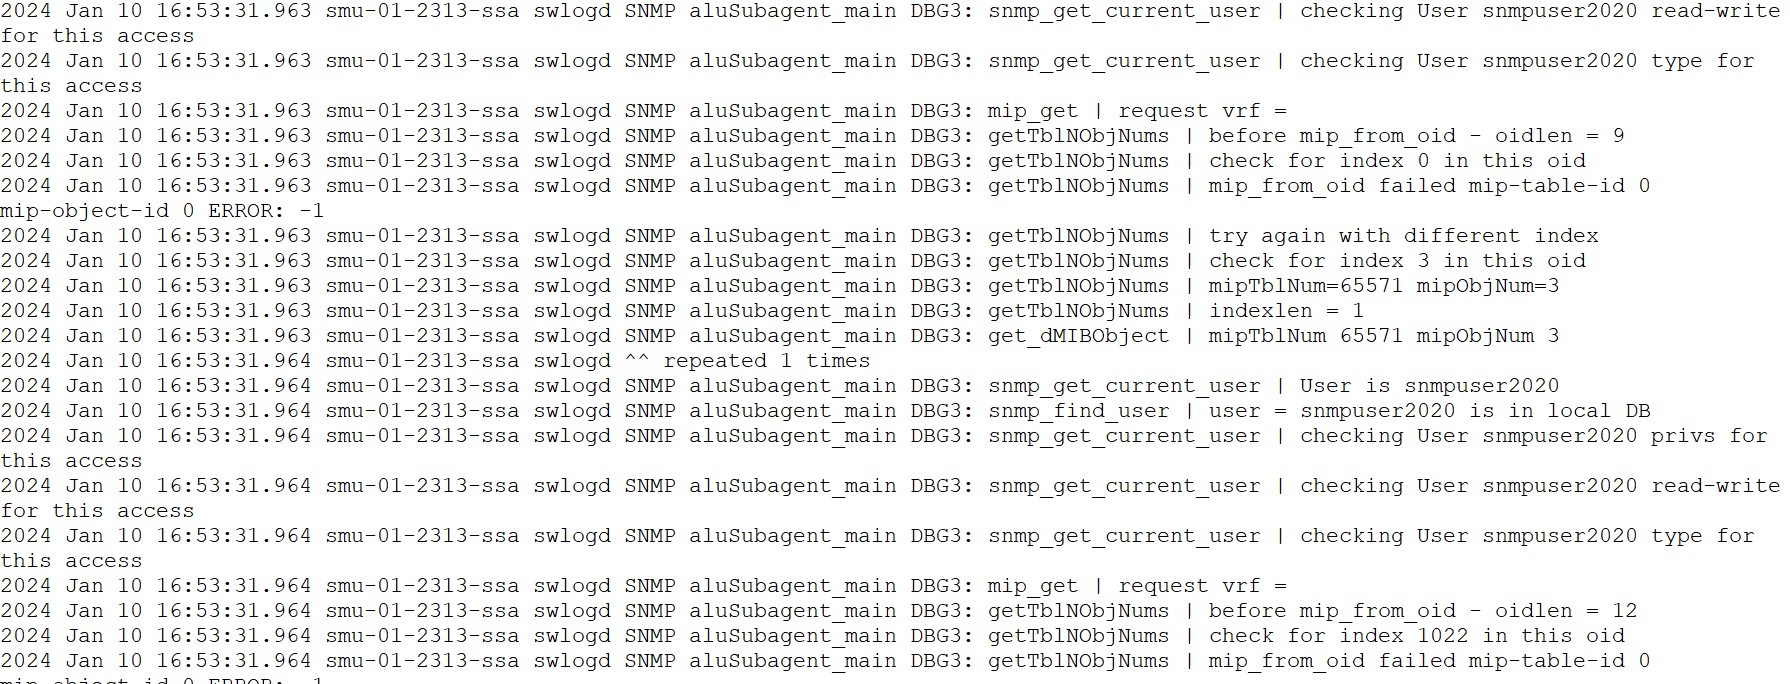 2024 Jan 10 16:53:31.963 smu-01-2313-ssa swlogd SNMP aluSubagent_main DBG3: snmp_get_current_user | checking User snmpuser2020 read-write
for this access
2024 Jan 10 16:53:31.963 smu-01-2313-ssa swlogd SNMP aluSubagent_main DBG3: snmp_get_current_user | checking User snmpuser2020 type for
this access
2024 Jan 10 16:53:31.963 smu-01-2313-ssa swlogd SNMP aluSubagent_main DBG3: mip_get | request vrf =
2024 Jan 10 16:53:31.963 smu-01-2313-ssa swlogd SNMP aluSubagent_main DBG3: getTblNObjNums | before mip_from_oid - oidlen = 9
2024 Jan 10 16:53:31.963 smu-01-2313-ssa swlogd SNMP aluSubagent_main DBG3: getTblNObjNums | check for index 0 in this oid
2024 Jan 10 16:53:31.963 smu-01-2313-ssa swlogd SNMP aluSubagent_main DBG3: getTblNObjNums | mip_from_oid failed mip-table-id 0
mip-object-id 0 ERROR: -1
2024 Jan 10 16:53:31.963 smu-01-2313-ssa swlogd SNMP aluSubagent_main DBG3: getTblNObjNums | try again with different index
2024 Jan 10 16:53:31.963 smu-01-2313-ssa swlogd SNMP aluSubagent_main DBG3: getTblNObjNums | check for index 3 in this oid
2024 Jan 10 16:53:31.963 smu-01-2313-ssa swlogd SNMP aluSubagent_main DBG3: getTblNObjNums | mipTblNum=65571 mipObjNum=3
2024 Jan 10 16:53:31.963 smu-01-2313-ssa swlogd SNMP aluSubagent_main DBG3: getTblNObjNums | indexlen = 1
2024 Jan 10 16:53:31.963 smu-01-2313-ssa swlogd SNMP aluSubagent_main DBG3: get_dMIBObject | mipTblNum 65571 mipObjNum 3
2024 Jan 10 16:53:31.964 smu-01-2313-ssa swlogd ^^ repeated 1 times
2024 Jan 10 16:53:31.964 smu-01-2313-ssa swlogd SNMP aluSubagent_main DBG3: snmp_get_current_user | User is snmpuser2020
2024 Jan 10 16:53:31.964 smu-01-2313-ssa swlogd SNMP aluSubagent_main DBG3: snmp_find_user | user = snmpuser2020 is in local DB
2024 Jan 10 16:53:31.964 smu-01-2313-ssa swlogd SNMP aluSubagent_main DBG3: snmp_get_current_user | checking User snmpuser2020 privs for
this access
2024 Jan 10 16:53:31.964 smu-01-2313-ssa swlogd SNMP aluSubagent_main DBG3: snmp_get_current_user | checking User snmpuser2020 read-write
for this access
2024 Jan 10 16:53:31.964 smu-01-2313-ssa swlogd SNMP aluSubagent_main DBG3: snmp_get_current_user | checking User snmpuser2020 type for
this access
2024 Jan 10 16:53:31.964 smu-01-2313-ssa swlogd SNMP aluSubagent_main DBG3: mip_get | request vrf =
2024 Jan 10 16:53:31.964 smu-01-2313-ssa swlogd SNMP aluSubagent_main DBG3: getTblNObjNums | before mip_from_oid - oidlen = 12
2024 Jan 10 16:53:31.964 smu-01-2313-ssa swlogd SNMP aluSubagent_main DBG3: getTblNObjNums | check for index 1022 in this oid
2024 Jan 10 16:53:31.964 smu-01-2313-ssa swlogd SNMP aluSubagent_main DBG3: getTblNObjNums | mip_from_oid failed mip-table-id 0
mip-object-id 0 ERROR: -1